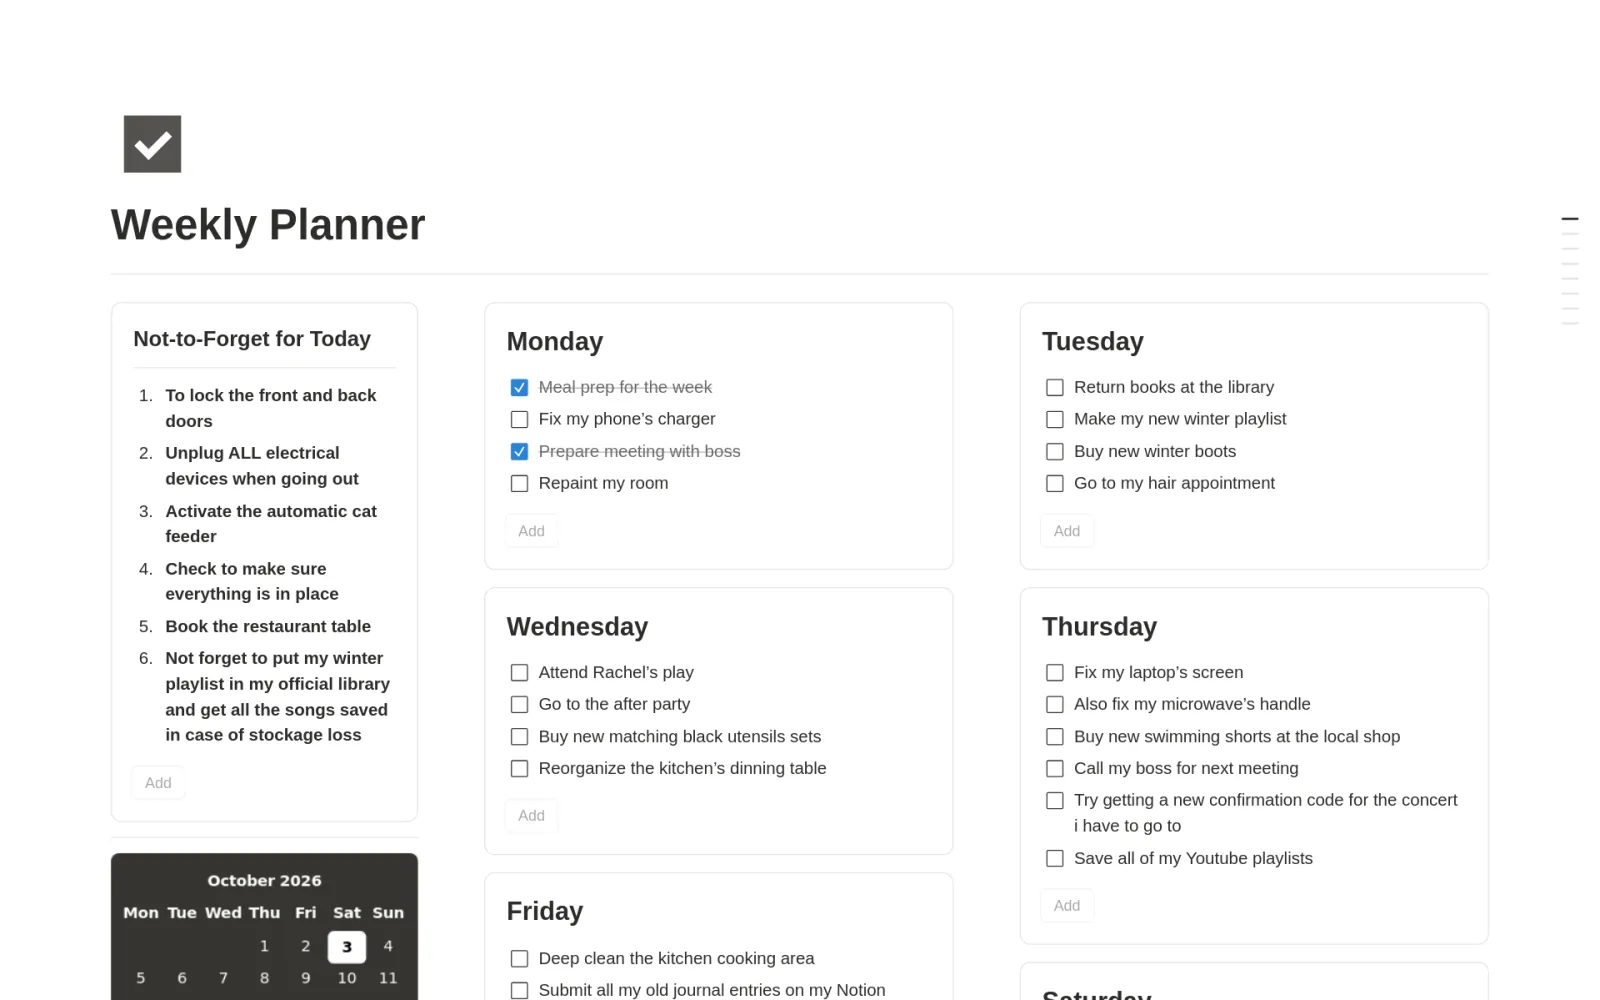 Weekly Planner
Not-to-Forget for Today
1. To lock the front and back
doors
2. Unplug ALL electrical
devices when going out
3. Activate the automatic cat
feeder
4. Check to make sure
everything is in place
5. Book the restaurant table
6. Not forget to put my winter
playlist in my official library
and get all the songs saved
in case of stockage loss
Add
October 2026
Mon Tue Wed Thu Fri Sat Sun
1 2 3 4
5 6 7 8 9 10 11
Monday
Meal prep for the week
Fix my phone’s charger
Prepare meeting with boss
Repaint my room
Add
Tuesday
Return books at the library
Make my new winter playlist
Buy new winter boots
Go to my hair appointment
Add
Wednesday
Attend Rachel’s play
Go to the after party
Buy new matching black utensils sets
Reorganize the kitchen’s dinning table
Add
Thursday
Fix my laptop’s screen
Also fix my microwave’s handle
Buy new swimming shorts at the local shop
Call my boss for next meeting
Try getting a new confirmation code for the concert
i have to go to
Save all of my Youtube playlists
Add
Friday
Deep clean the kitchen cooking area
Submit all my old journal entries on my Notion
Saturday